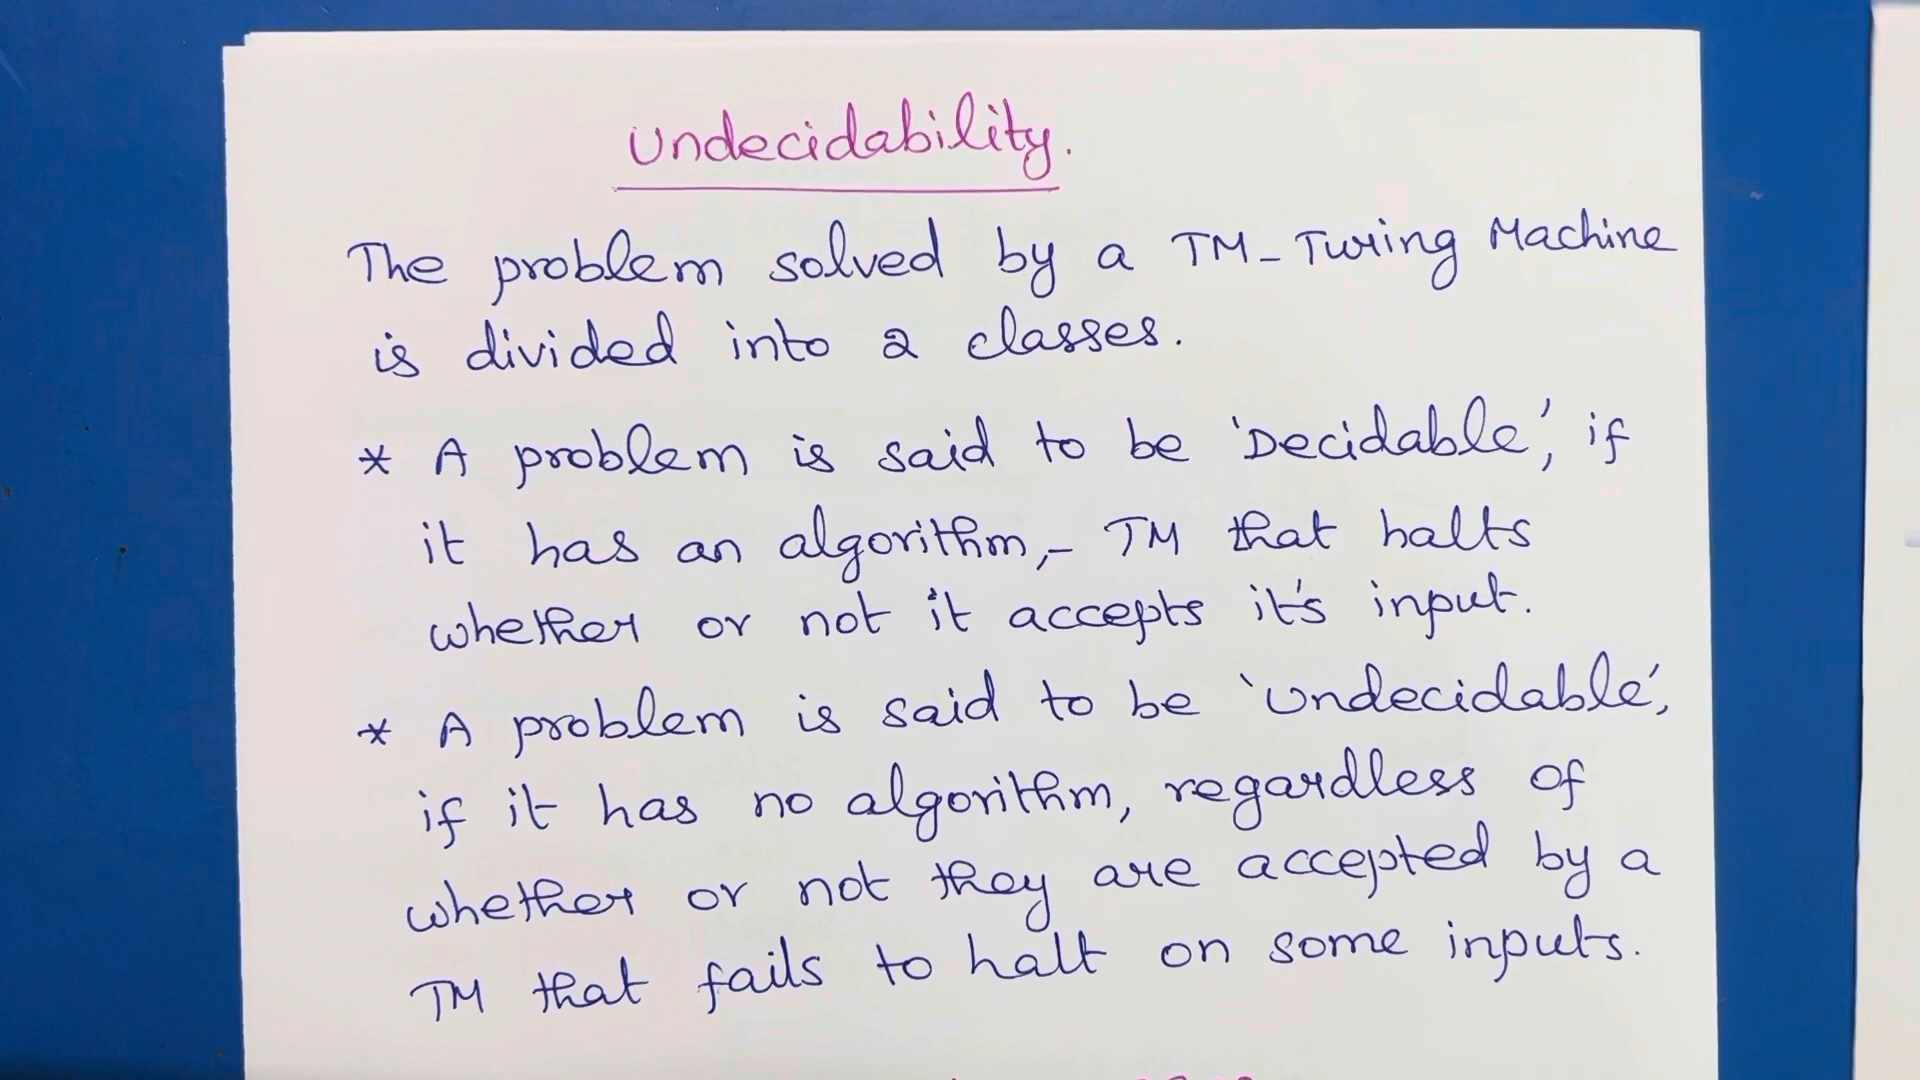 Undecidability.
The problem solved by a TM - Turing Machine
is divided into 2 classes.
* A problem is said to be 'Decidable', if
it has an algorithm, - TM that halts
whether or not it accepts it's input.
* A problem is said to be 'undecidable',
if it has no algorithm, regardless of
whether or not they are accepted by a
TM that fails to halt on some inputs.